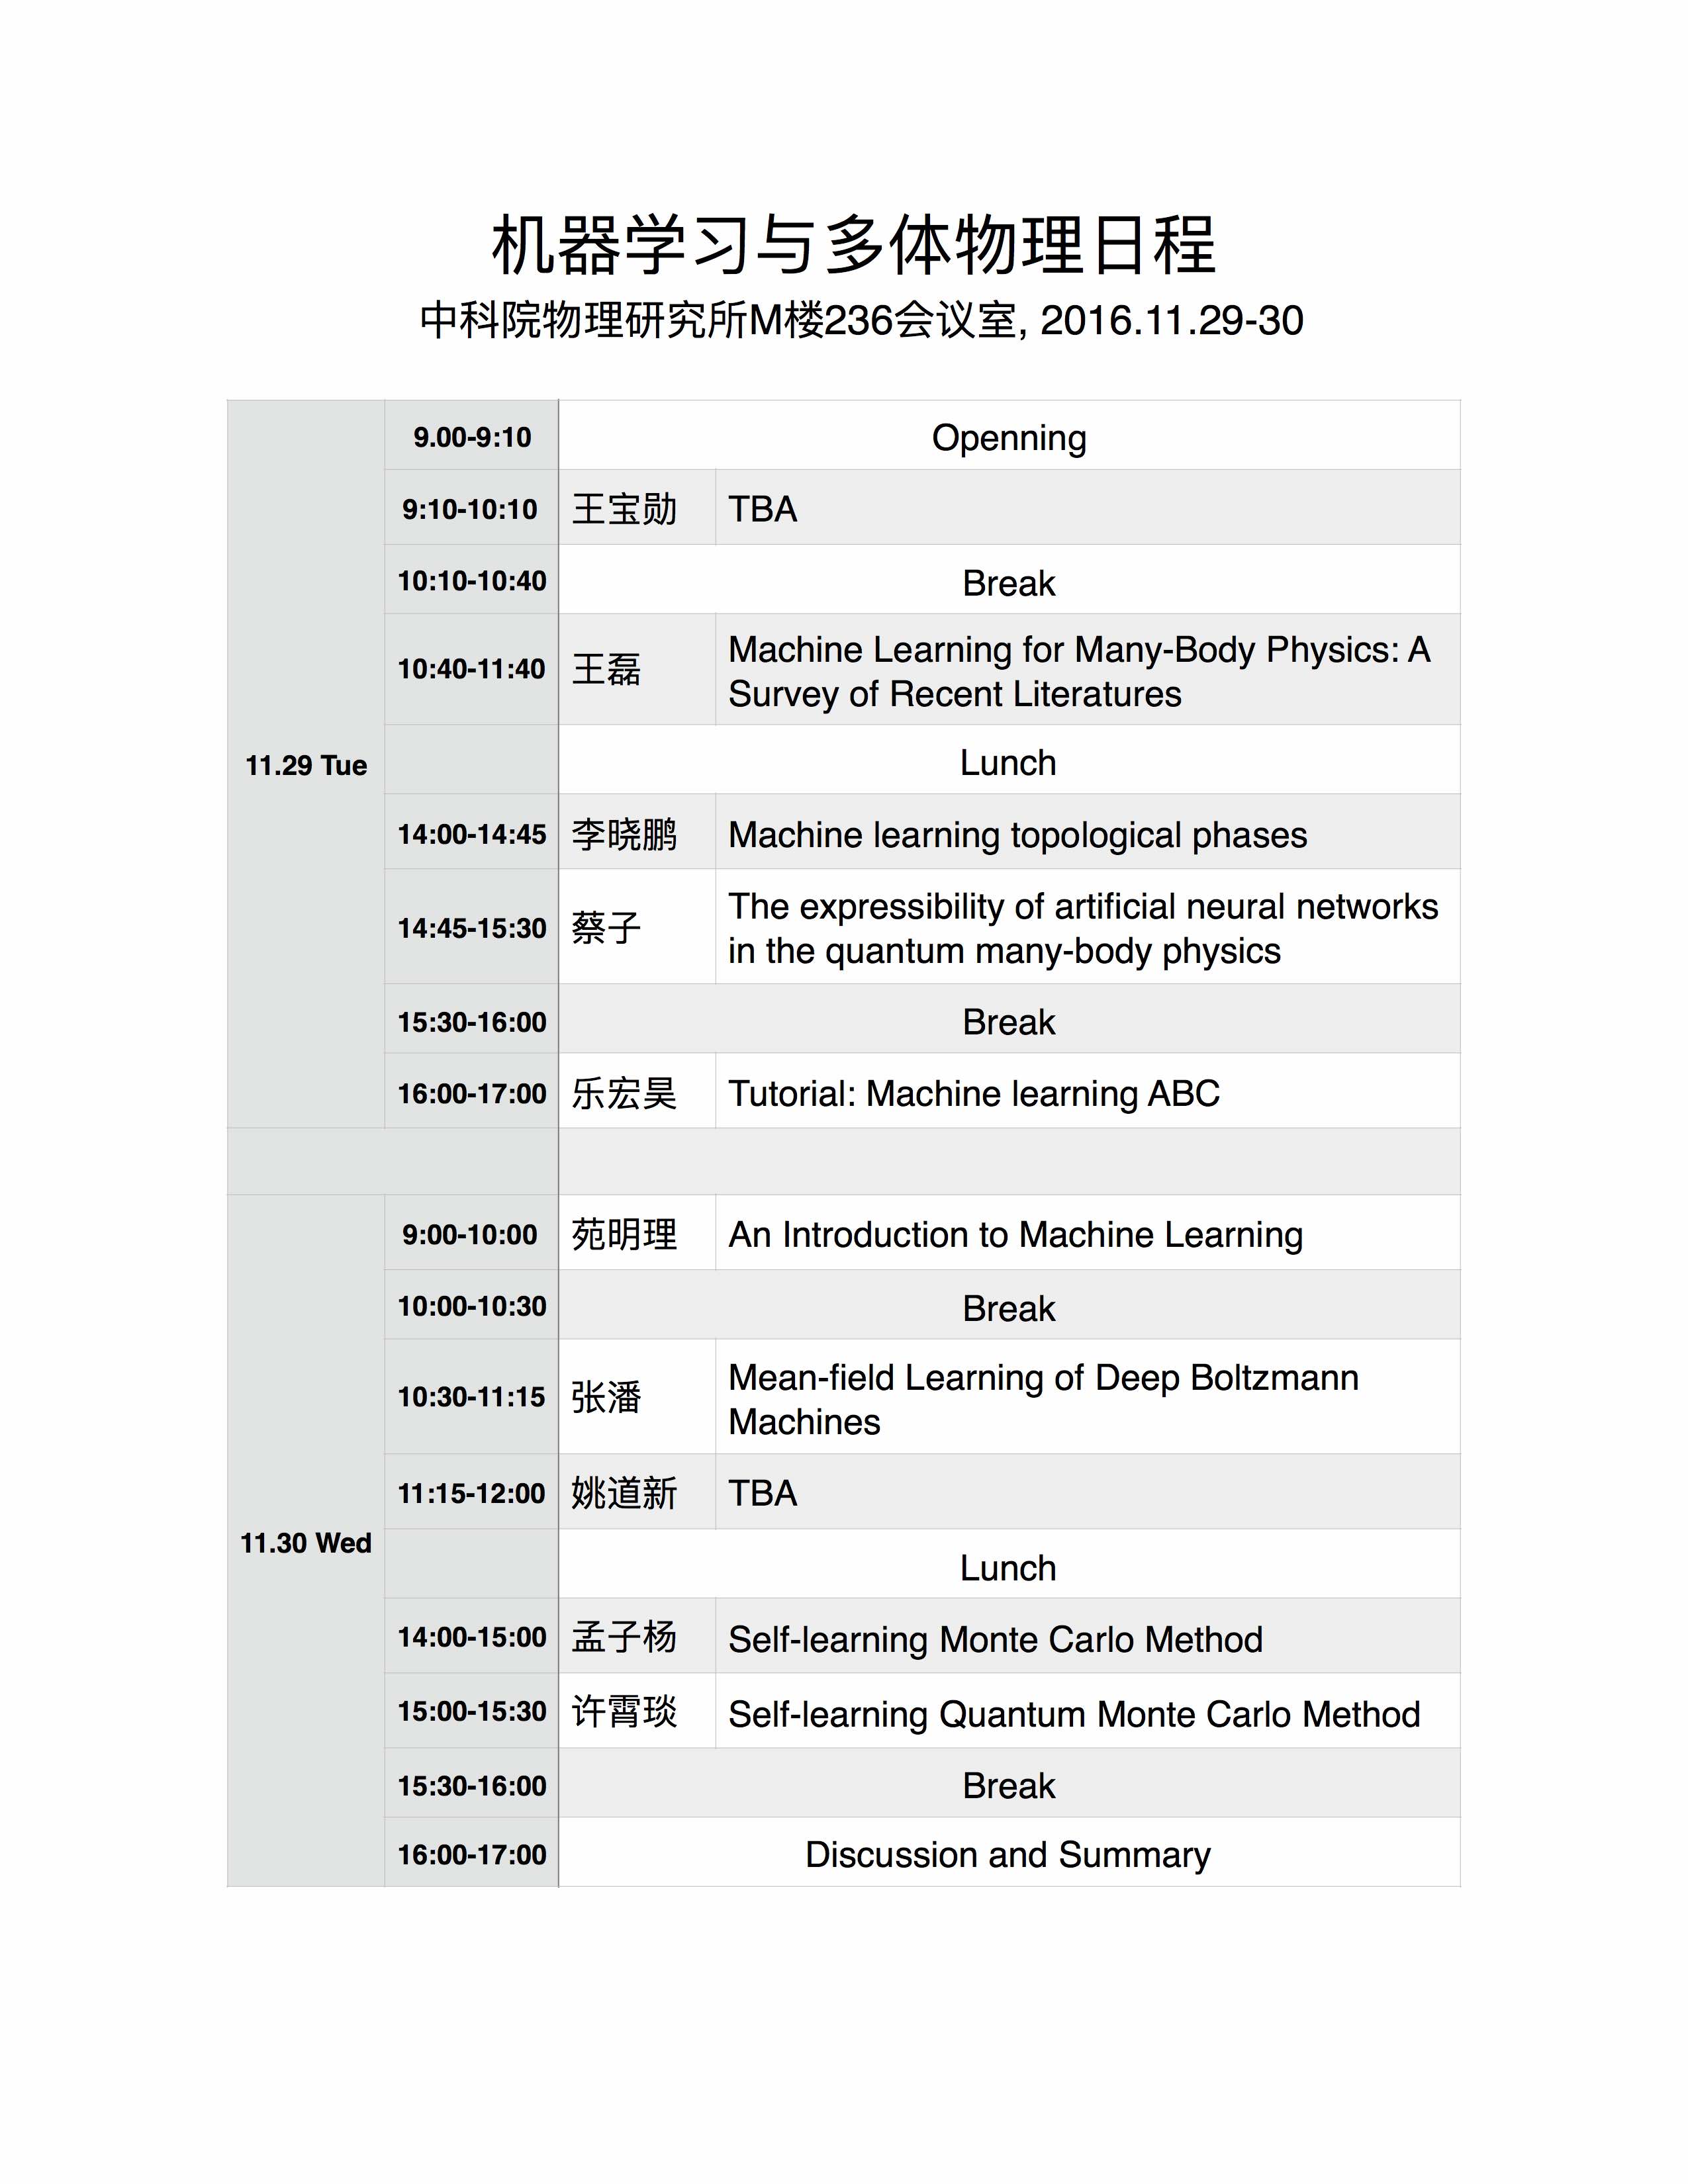 机器学习与多体物理日程
中科院物理研究所M楼236会议室, 2016.11.29-30
11.29 Tue
9.00-9:10
Openning
9:10-10:10
王宝勋
TBA
10:10-10:40
Break
10:40-11:40
王磊
Machine Learning for Many-Body Physics: A
Survey of Recent Literatures
Lunch
14:00-14:45
李晓鹏
Machine learning topological phases
14:45-15:30
蔡子
The expressibility of artificial neural networks
in the quantum many-body physics
15:30-16:00
Break
16:00-17:00
乐宏昊
Tutorial: Machine learning ABC
11.30 Wed
9:00-10:00
苑明理
An Introduction to Machine Learning
10:00-10:30
Break
10:30-11:15
张潘
Mean-field Learning of Deep Boltzmann
Machines
11:15-12:00
姚道新
TBA
Lunch
14:00-15:00
孟子杨
Self-learning Monte Carlo Method
15:00-15:30
许霄琰
Self-learning Quantum Monte Carlo Method
15:30-16:00
Break
16:00-17:00
Discussion and Summary